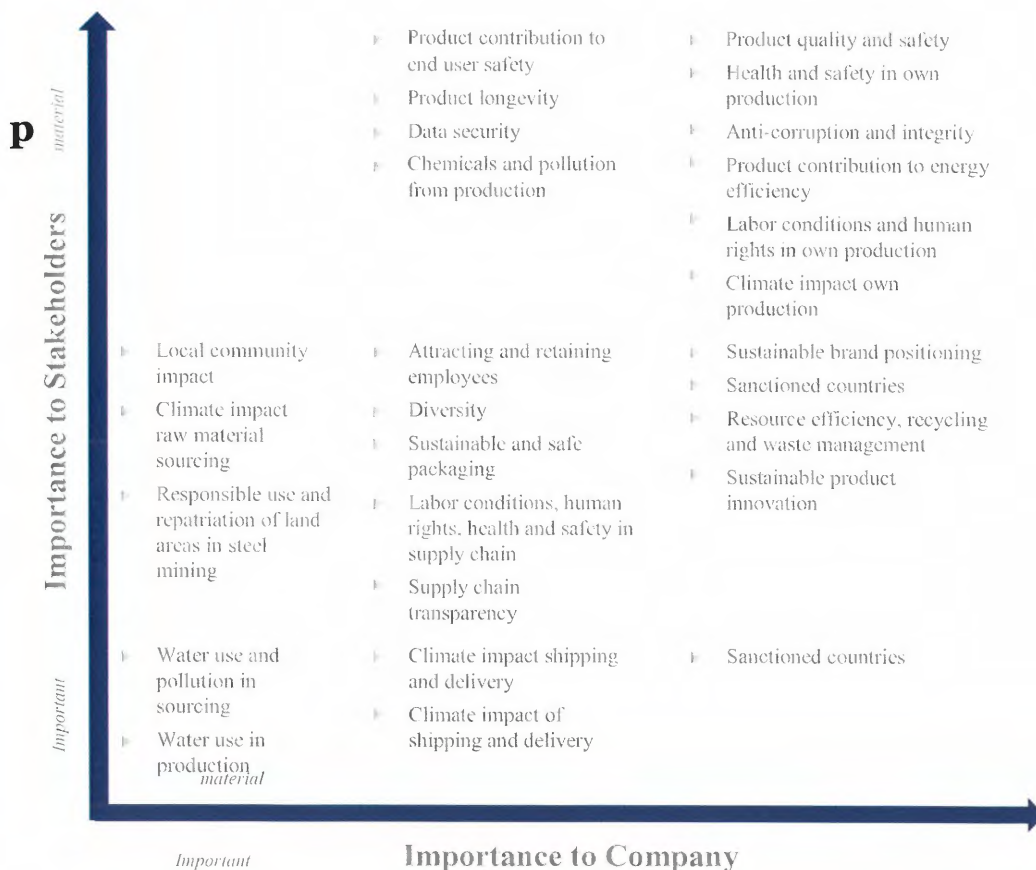 Product contribution to
end user safety
Product longevity
Data security
Chemicals and pollution
from production
Product quality and safety
Health and safety in own
production
Anti-corruption and integrity
Product contribution to energy
efficiency
Labor conditions and human
rights in own production
Climate impact own
production
material
p
Importance to Stakeholders
Local community
impact
Climate impact
raw material
sourcing
Responsible use and
repatriation of land
areas in steel
mining
Attracting and retaining
employees
Diversity
Sustainable and safe
packaging
Labor conditions, human
rights, health and safety in
supply chain
Supply chain
transparency
Sustainable brand positioning
Sanctioned countries
Resource efficiency, recycling
and waste management
Sustainable product
innovation
Important
Water use and
pollution in
sourcing
Water use in
production
material
Climate impact shipping
and delivery
Climate impact of
shipping and delivery
Sanctioned countries
Important
Importance to Company